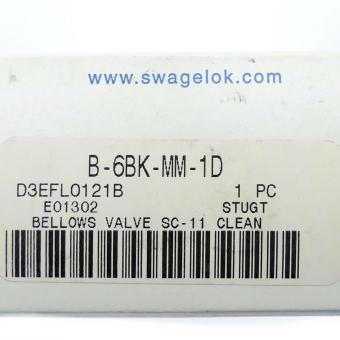 www.swagelok.com
B-6BK-MM-1D
D3EFL0121B 1 PC
E01302 STUGT
BELLOWS VALVE SC-11 CLEAN